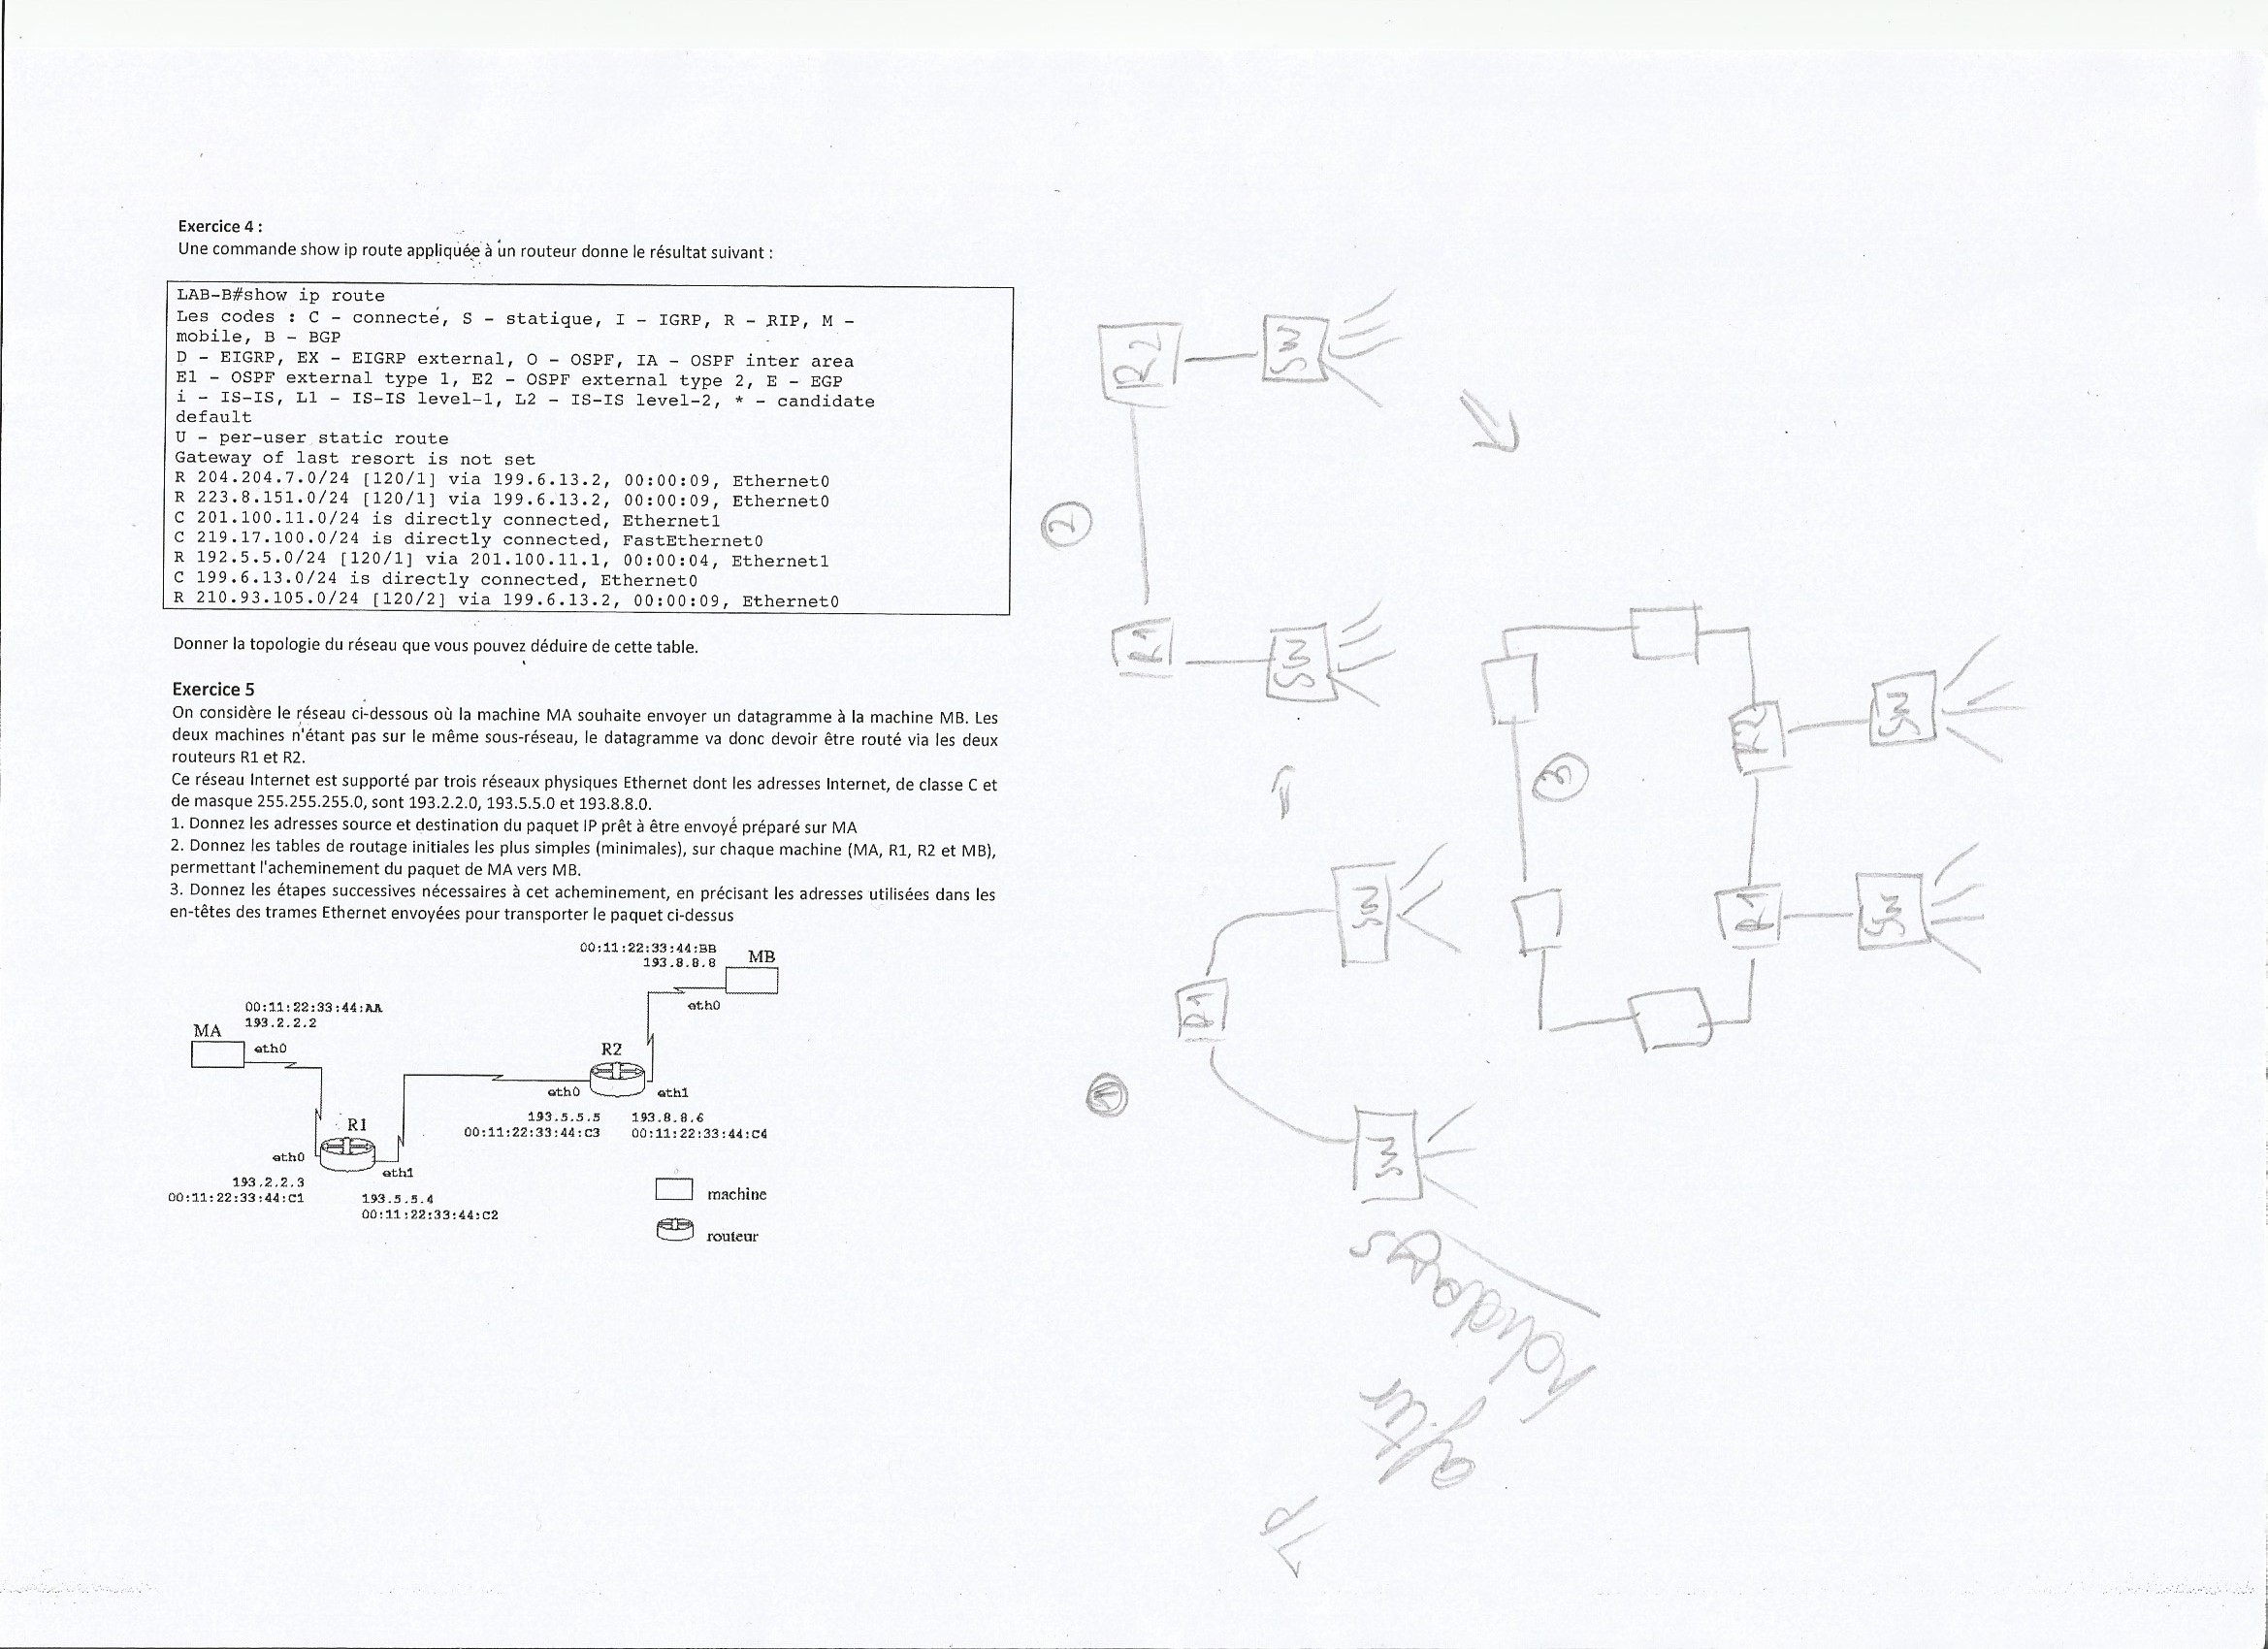 Exercice 4 :
Une commande show ip route appliquée à un routeur donne le résultat suivant :
LAB-B#show ip route
Les codes : C - connecté, S - statique, I - IGRP, R - RIP, M -
mobile, B - BGP
D - EIGRP, EX - EIGRP external, O - OSPF, IA - OSPF inter area
E1 - OSPF external type 1, E2 - OSPF external type 2, E - EGP
i - IS-IS, L1 - IS-IS level-1, L2 - IS-IS level-2, * - candidate
default
U - per-user static route
Gateway of last resort is not set
R 204.204.7.0/24 [120/1] via 199.6.13.2, 00:00:09, Ethernet0
R 223.8.151.0/24 [120/1] via 199.6.13.2, 00:00:09, Ethernet0
C 201.100.11.0/24 is directly connected, Ethernet1
C 219.17.100.0/24 is directly connected, FastEthernet0
R 192.5.5.0/24 [120/1] via 201.100.11.1, 00:00:04, Ethernet1
C 199.6.13.0/24 is directly connected, Ethernet0
R 210.93.105.0/24 [120/2] via 199.6.13.2, 00:00:09, Ethernet0
Donner la topologie du réseau que vous pouvez déduire de cette table.
Exercice 5
On considère le réseau ci-dessous où la machine MA souhaite envoyer un datagramme à la machine MB. Les
deux machines n'étant pas sur le même sous-réseau, le datagramme va donc devoir être routé via les deux
routeurs R1 et R2.
Ce réseau Internet est supporté par trois réseaux physiques Ethernet dont les adresses Internet, de classe C et
de masque 255.255.255.0, sont 193.2.2.0, 193.5.5.0 et 193.8.8.0.
1. Donnez les adresses source et destination du paquet IP prêt à être envoyé préparé sur MA
2. Donnez les tables de routage initiales les plus simples (minimales), sur chaque machine (MA, R1, R2 et MB),
permettant l'acheminement du paquet de MA vers MB.
3. Donnez les étapes successives nécessaires à cet acheminement, en précisant les adresses utilisées dans les
en-têtes des trames Ethernet envoyées pour transporter le paquet ci-dessus
00:11:22:33:44:BB
193.8.8.8
MB
eth0
00:11:22:33:44:AA
193.2.2.2
MA
eth0
R2
eth0
eth1
193.5.5.5
00:11:22:33:44:C3
193.8.8.6
00:11:22:33:44:C4
R1
eth0
eth1
193.2.2.3
00:11:22:33:44:C1
193.5.5.4
00:11:22:33:44:C2
machine
routeur
R2
SW
2
R1
SW
R2
SW
3
R1
SW
SW
R1
1
SW
TP
after
holidays